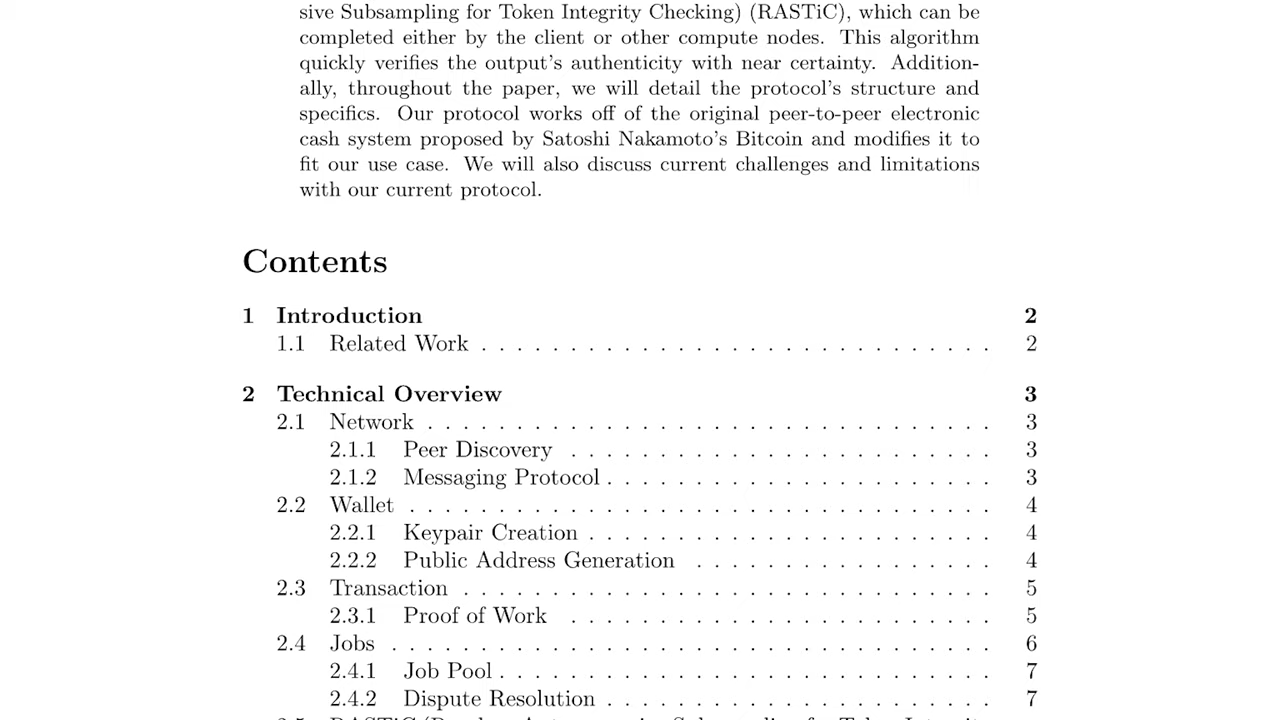 sive Subsampling for Token Integrity Checking) (RASTiC), which can be
completed either by the client or other compute nodes. This algorithm
quickly verifies the output's authenticity with near certainty. Addition-
ally, throughout the paper, we will detail the protocol's structure and
specifics. Our protocol works off of the original peer-to-peer electronic
cash system proposed by Satoshi Nakamoto's Bitcoin and modifies it to
fit our use case. We will also discuss current challenges and limitations
with our current protocol.
Contents
1 Introduction 2
1.1 Related Work . . . . . . . . . . . . . . . . . . . . . . . . . . . . . 2
2 Technical Overview 3
2.1 Network . . . . . . . . . . . . . . . . . . . . . . . . . . . . . . . . 3
2.1.1 Peer Discovery . . . . . . . . . . . . . . . . . . . . . . . . 3
2.1.2 Messaging Protocol . . . . . . . . . . . . . . . . . . . . . . 3
2.2 Wallet . . . . . . . . . . . . . . . . . . . . . . . . . . . . . . . . . 4
2.2.1 Keypair Creation . . . . . . . . . . . . . . . . . . . . . . . 4
2.2.2 Public Address Generation . . . . . . . . . . . . . . . . . 4
2.3 Transaction . . . . . . . . . . . . . . . . . . . . . . . . . . . . . . 5
2.3.1 Proof of Work . . . . . . . . . . . . . . . . . . . . . . . . 5
2.4 Jobs . . . . . . . . . . . . . . . . . . . . . . . . . . . . . . . . . . 6
2.4.1 Job Pool . . . . . . . . . . . . . . . . . . . . . . . . . . . . 7
2.4.2 Dispute Resolution . . . . . . . . . . . . . . . . . . . . . . 7